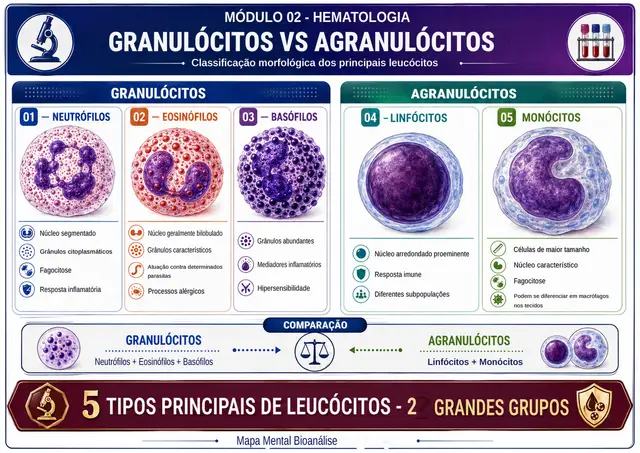 MÓDULO 02 - HEMATOLOGIA
GRANULÓCITOS VS AGRANULÓCITOS
Classificação morfológica dos principais leucócitos
GRANULÓCITOS
01 — NEUTRÓFILOS
Núcleo segmentado
Grânulos citoplasmáticos
Fagocitose
Resposta inflamatória
02 — EOSINÓFILOS
Núcleo geralmente bilobulado
Grânulos característicos
Atuação contra determinados
parasitas
Processos alérgicos
03 — BASÓFILOS
Grânulos abundantes
Mediadores inflamatórios
Hipersensibilidade
AGRANULÓCITOS
04 - LINFÓCITOS
Núcleo arredondado proeminente
Resposta imune
Diferentes subpopulações
05 MONÓCITOS
Células de maior tamanho
Núcleo característico
Fagocitose
Podem se diferenciar em macrófagos
nos tecidos
COMPARAÇÃO
GRANULÓCITOS
Neutrófilos + Eosinófilos + Basófilos
AGRANULÓCITOS
Linfócitos + Monócitos
5 TIPOS PRINCIPAIS DE LEUCÓCITOS - 2 GRANDES GRUPOS
Mapa Mental Bioanálise